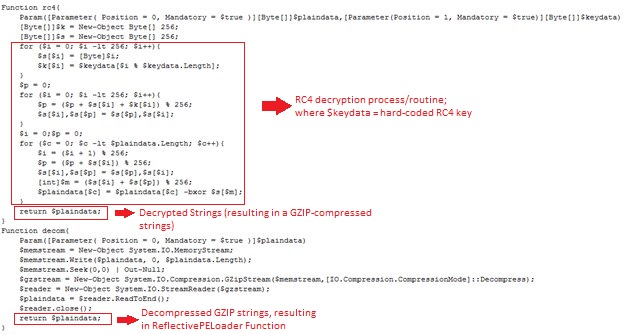 Function rc4{
Param([Parameter( Position = 0, Mandatory = $true )][Byte[]]$plaindata,[Parameter(Position = 1, Mandatory = $true)][Byte[]]$keydata)
[Byte[]]$k = New-Object Byte[] 256;
[Byte[]]$s = New-Object Byte[] 256;
for ($i = 0; $i -lt 256; $i++){
$s[$i] = [Byte]$i;
$k[$i] = $keydata[$i % $keydata.Length];
}
$p = 0;
for ($i = 0; $i -lt 256; $i++){
$p = ($p + $s[$i] + $k[$i]) % 256;
$s[$i],$s[$p] = $s[$p],$s[$i];
}
$i = 0;$p = 0;
for ($c = 0; $c -lt $plaindata.Length; $c++){
$i = ($i + 1) % 256;
$p = ($p + $s[$i]) % 256;
$s[$i],$s[$p] = $s[$p],$s[$i];
[int]$m = ($s[$i] + $s[$p]) % 256;
$plaindata[$c] = $plaindata[$c] -bxor $s[$m];
}
return $plaindata;
}
RC4 decryption process/routine;
where $keydata = hard-coded RC4 key
Decrypted Strings (resulting in a GZIP-compressed
strings)
Function decom{
Param([Parameter( Position = 0, Mandatory = $true )]$plaindata)
$memstream = New-Object System.IO.MemoryStream;
$memstream.Write($plaindata, 0, $plaindata.Length);
$memstream.Seek(0,0) | Out-Null;
$gzstream = New-Object System.IO.Compression.GZipStream($memstream,[IO.Compression.CompressionMode]::Decompress);
$reader = New-Object System.IO.StreamReader($gzstream);
$plaindata = $reader.ReadToEnd();
$reader.close();
return $plaindata;
}
Decompressed GZIP strings, resulting
in ReflectivePELoader Function